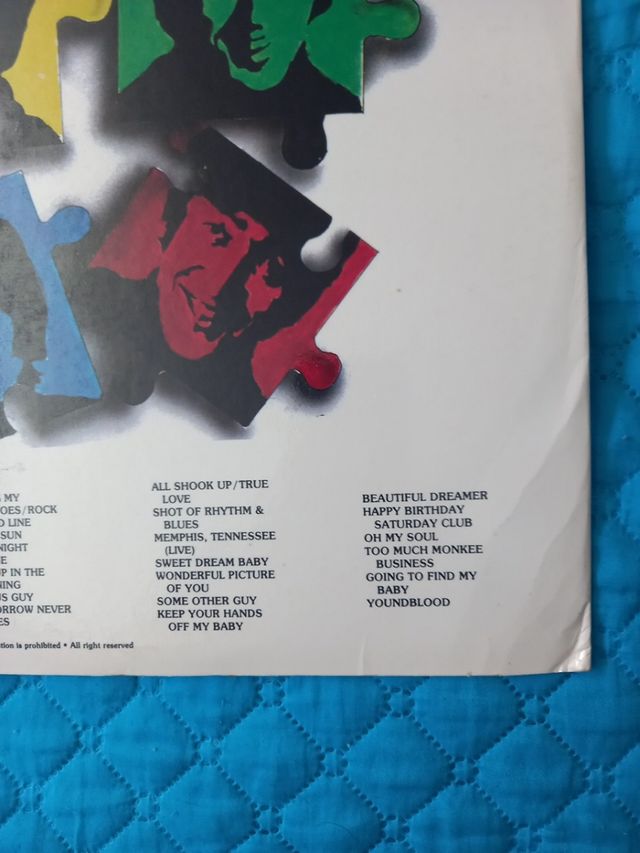 MY
OES/ROCK
D LINE
SUN
NIGHT
E
UP IN THE
NING
US GUY
ORROW NEVER
ES
ALL SHOOK UP/TRUE
LOVE
SHOT OF RHYTHM &
BLUES
MEMPHIS, TENNESSEE
(LIVE)
SWEET DREAM BABY
WONDERFUL PICTURE
OF YOU
SOME OTHER GUY
KEEP YOUR HANDS
OFF MY BABY
BEAUTIFUL DREAMER
HAPPY BIRTHDAY
SATURDAY CLUB
OH MY SOUL
TOO MUCH MONKEE
BUSINESS
GOING TO FIND MY
BABY
YOUNDBLOOD
tion is prohibited • All right reserved